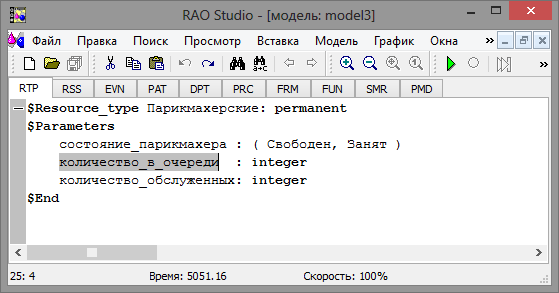 RAO Studio - [модель: model3]
Файл Правка Поиск Просмотр Вставка Модель График Окна
RTP RSS EVN PAT DPT PRC FRM FUN SMR PMD
$Resource_type Парикмахерские: permanent
$Parameters
состояние_парикмахера : ( Свободен, Занят )
количество_в_очереди : integer
количество_обслуженных: integer
$End
25: 4 Время: 5051.16 Скорость: 100%